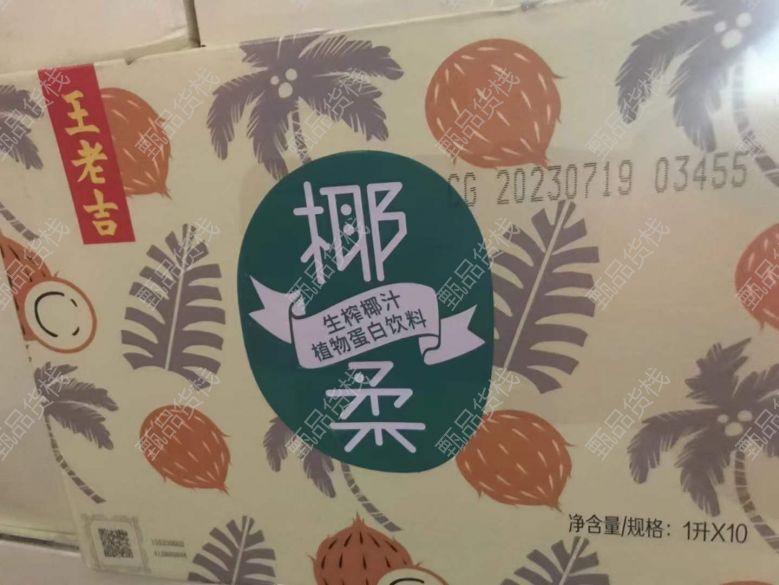 王老吉
CG 20230719 03455
椰
生榨椰汁
植物蛋白饮料
柔
净含量/规格：1升X10
甄品货栈